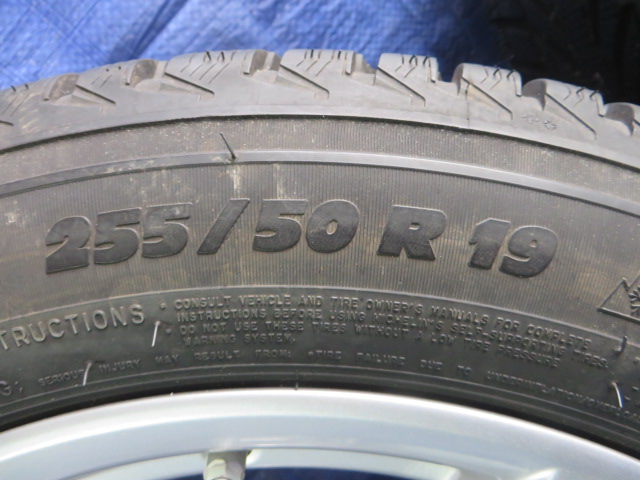 255/50 R 19
CONSULT VEHICLE AND TIRE OWNER'S MANUALS FOR COMPLETE
TRUCTIONS
INSTRUCTIONS BEFORE USING MICHELIN'S SELF-SUPPORTING TIRES.
DO NOT USE THESE TIRES WITHOUT A LOW TIRE PRESSURE
WARNING SYSTEM.
SERIOUS INJURY MAY RESULT FROM: •TIRE FAILURE DUE TO UNDERINFLATION/